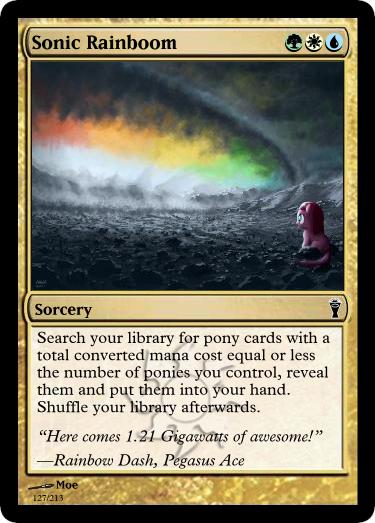 Sonic Rainboom
Sorcery
Search your library for pony cards with a
total converted mana cost equal or less
the number of ponies you control, reveal
them and put them into your hand.
Shuffle your library afterwards.
“Here comes 1.21 Gigawatts of awesome!”
—Rainbow Dash, Pegasus Ace
Moe
127/213